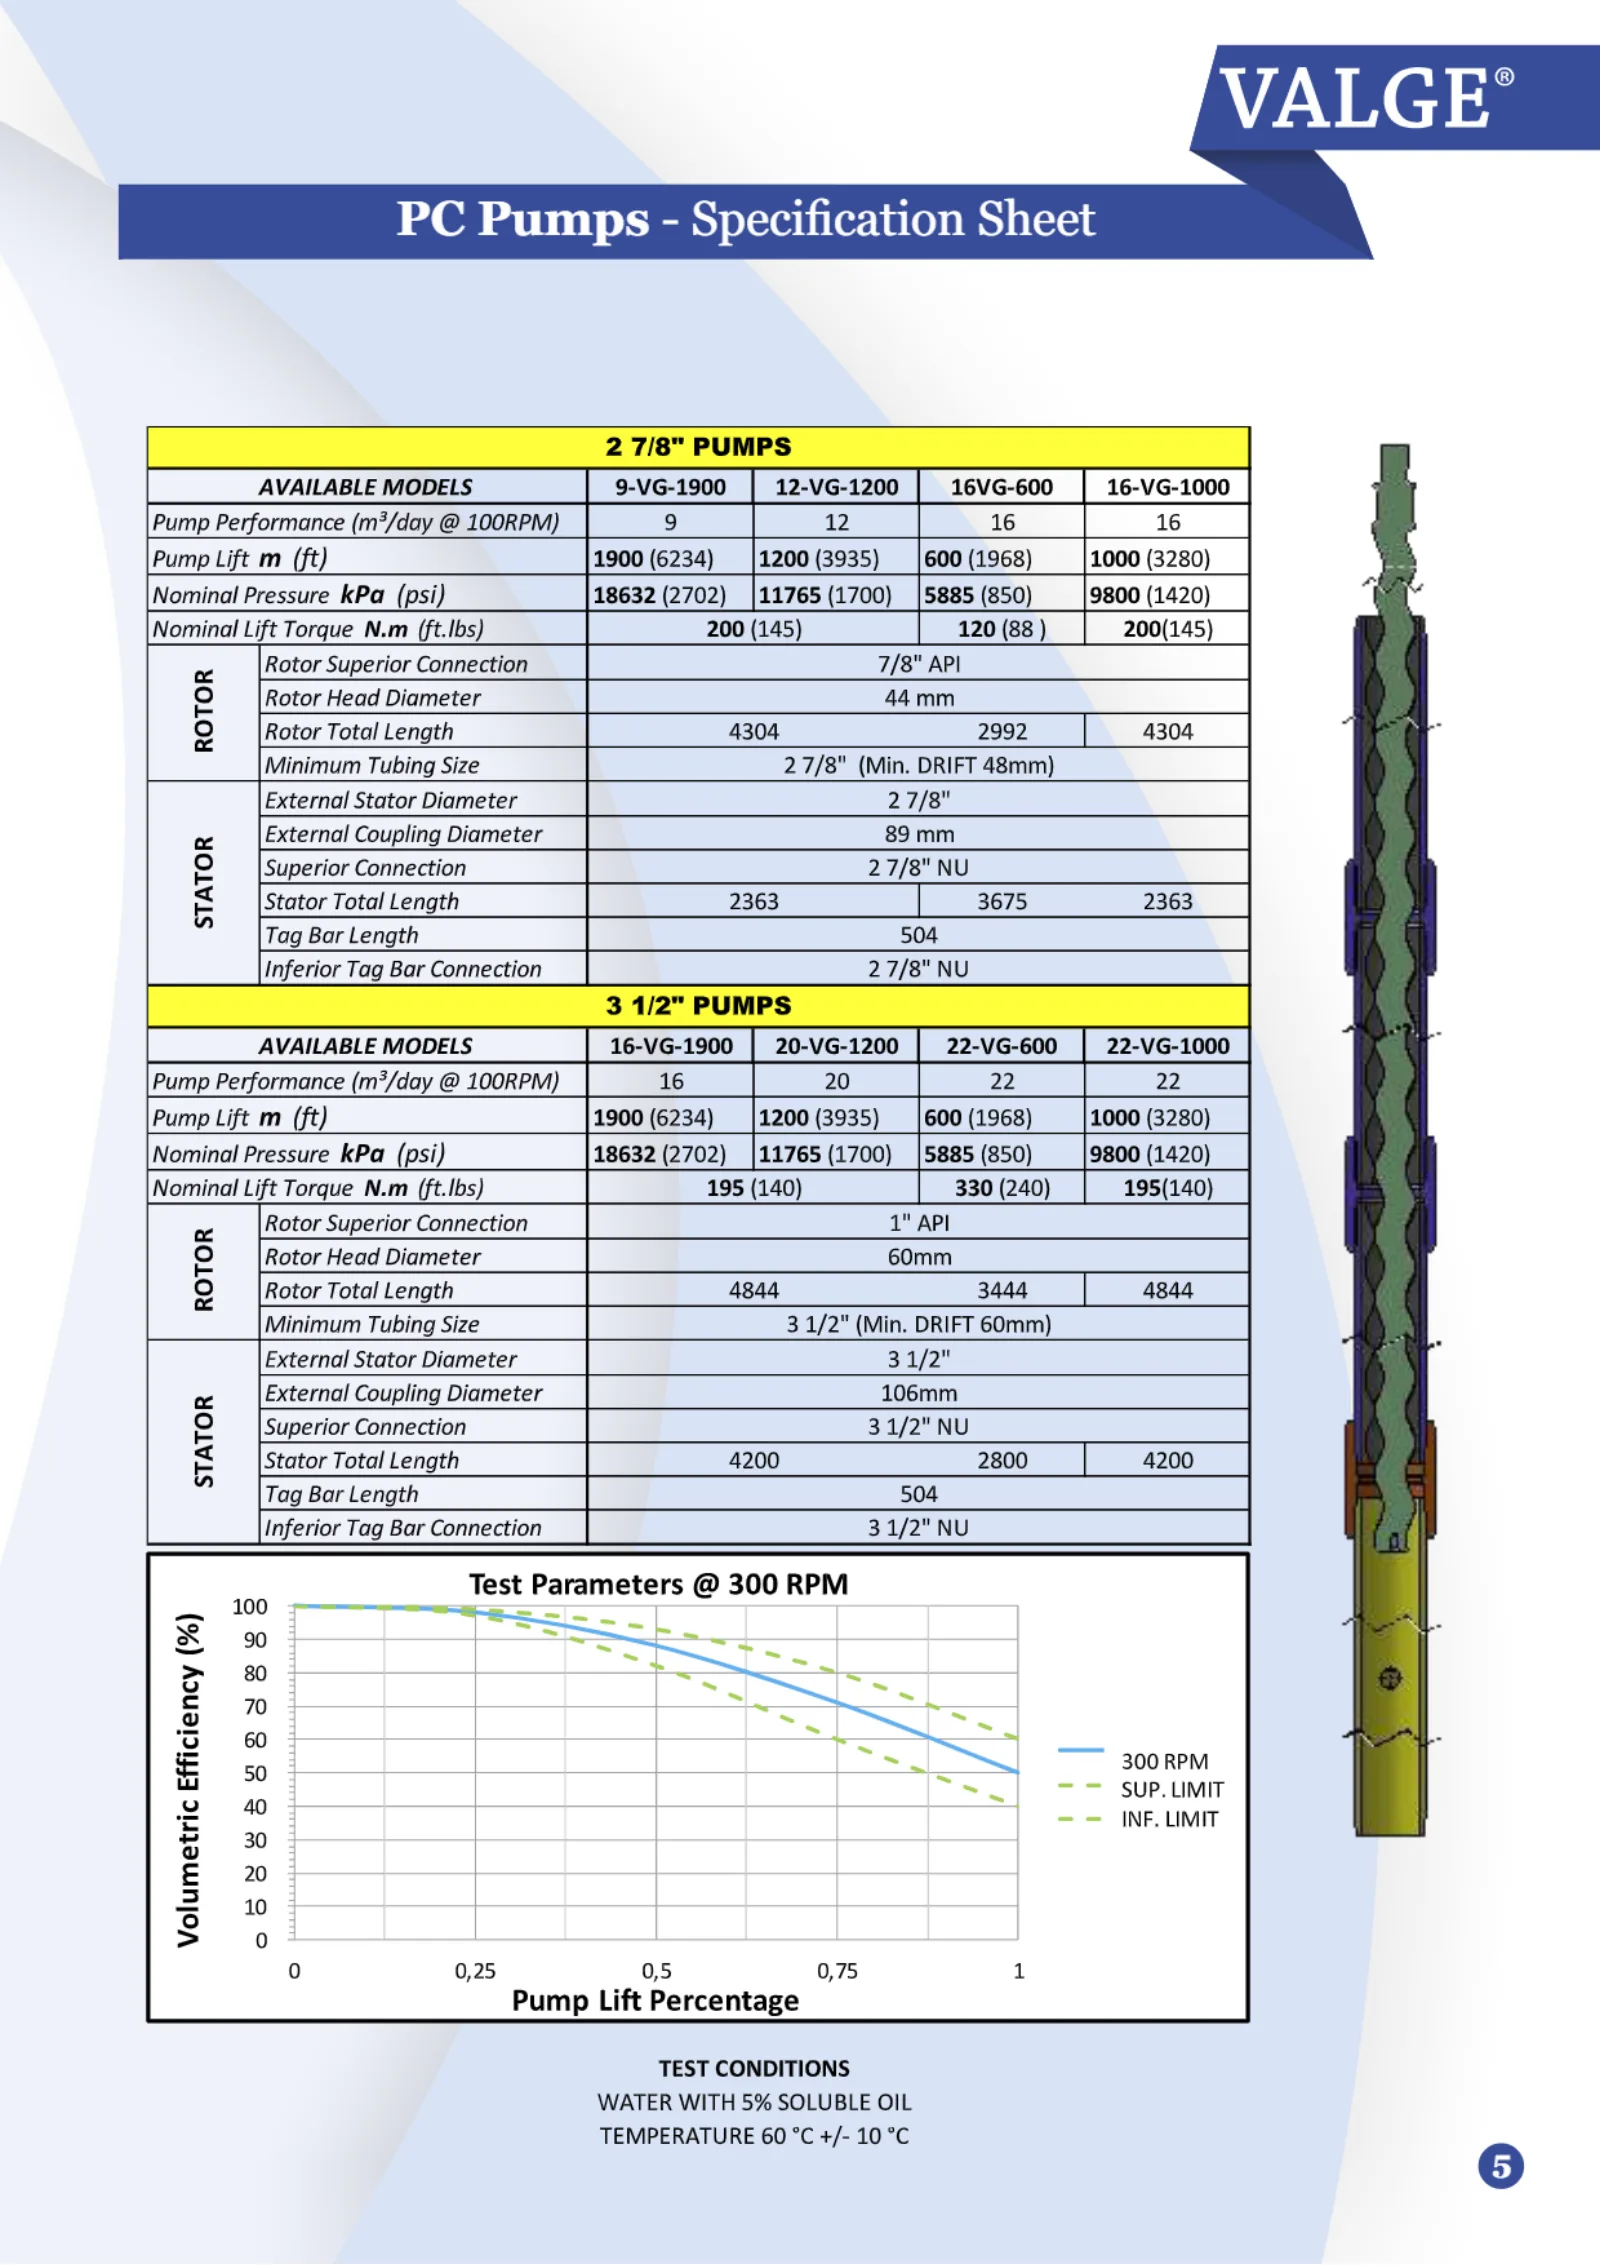 VALGE®
PC Pumps - Specification Sheet
2 7/8" PUMPS
AVAILABLE MODELS 9-VG-1900 12-VG-1200 16VG-600 16-VG-1000
Pump Performance (m³/day @ 100RPM) 9 12 16 16
Pump Lift m (ft) 1900 (6234) 1200 (3935) 600 (1968) 1000 (3280)
Nominal Pressure kPa (psi) 18632 (2702) 11765 (1700) 5885 (850) 9800 (1420)
Nominal Lift Torque N.m (ft.lbs) 200 (145) 120 (88 ) 200(145)
ROTOR
Rotor Superior Connection 7/8" API
Rotor Head Diameter 44 mm
Rotor Total Length 4304 2992 4304
Minimum Tubing Size 2 7/8" (Min. DRIFT 48mm)
STATOR
External Stator Diameter 2 7/8"
External Coupling Diameter 89 mm
Superior Connection 2 7/8" NU
Stator Total Length 2363 3675 2363
Tag Bar Length 504
Inferior Tag Bar Connection 2 7/8" NU
3 1/2" PUMPS
AVAILABLE MODELS 16-VG-1900 20-VG-1200 22-VG-600 22-VG-1000
Pump Performance (m³/day @ 100RPM) 16 20 22 22
Pump Lift m (ft) 1900 (6234) 1200 (3935) 600 (1968) 1000 (3280)
Nominal Pressure kPa (psi) 18632 (2702) 11765 (1700) 5885 (850) 9800 (1420)
Nominal Lift Torque N.m (ft.lbs) 195 (140) 330 (240) 195(140)
ROTOR
Rotor Superior Connection 1" API
Rotor Head Diameter 60mm
Rotor Total Length 4844 3444 4844
Minimum Tubing Size 3 1/2" (Min. DRIFT 60mm)
STATOR
External Stator Diameter 3 1/2"
External Coupling Diameter 106mm
Superior Connection 3 1/2" NU
Stator Total Length 4200 2800 4200
Tag Bar Length 504
Inferior Tag Bar Connection 3 1/2" NU
Test Parameters @ 300 RPM
Volumetric Efficiency (%)
100
90
80
70
60
50
40
30
20
10
0
0 0,25 0,5 0,75 1
Pump Lift Percentage
300 RPM
SUP. LIMIT
INF. LIMIT
TEST CONDITIONS
WATER WITH 5% SOLUBLE OIL
TEMPERATURE 60 °C +/- 10 °C
5